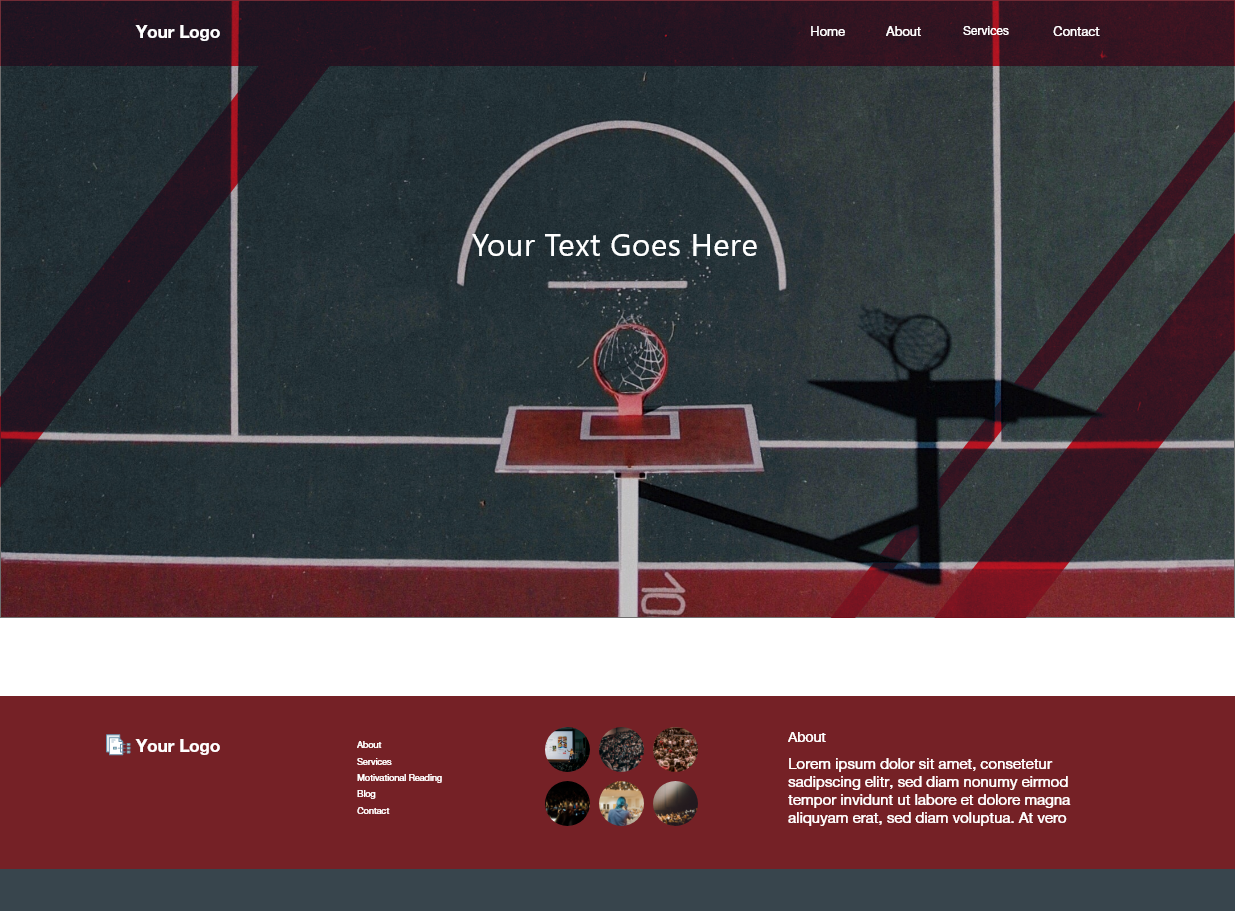 Your Logo
Home
About
Services
Contact
Your Text Goes Here
10
Your Logo
About
Services
Motivational Reading
Blog
Contact
About
Lorem ipsum dolor sit amet, consetetur
sadipscing elitr, sed diam nonumy eirmod
tempor invidunt ut labore et dolore magna
aliquyam erat, sed diam voluptua. At vero